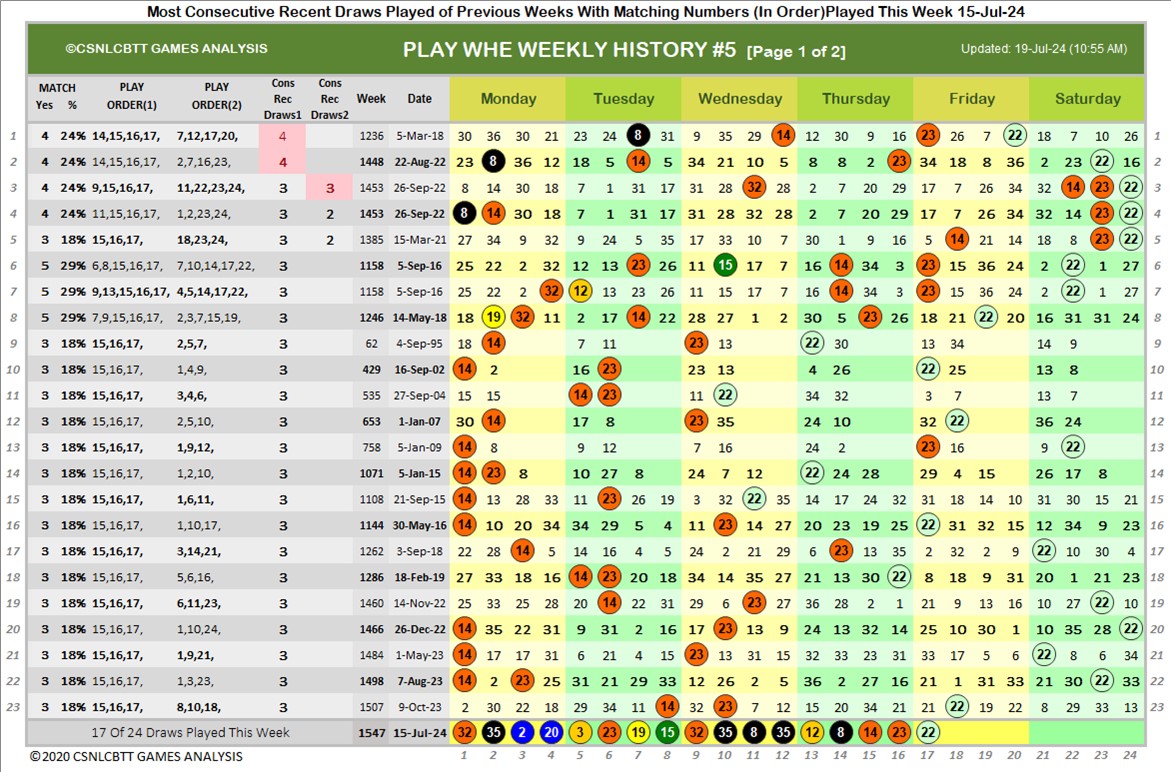 Most Consecutive Recent Draws Played of Previous Weeks With Matching Numbers (In Order)Played This Week 15-Jul-24
©CSNLCBTT GAMES ANALYSIS PLAY WHE WEEKLY HISTORY #5 [Page 1 of 2] Updated: 19-Jul-24 (10:55 AM)
MATCH Yes % PLAY ORDER(1) PLAY ORDER(2) Cons Rec Draws1 Cons Rec Draws2 Week Date Monday Tuesday Wednesday Thursday Friday Saturday
1 4 24% 14,15,16,17, 7,12,17,20, 4 1236 5-Mar-18 30 36 30 21 23 24 8 31 9 35 29 14 12 30 9 16 23 26 7 22 18 7 10 26 1
2 4 24% 14,15,16,17, 2,7,16,23, 4 1448 22-Aug-22 23 8 36 12 18 5 14 5 34 21 10 5 8 8 2 23 34 18 8 36 2 23 22 16 2
3 4 24% 9,15,16,17, 11,22,23,24, 3 3 1453 26-Sep-22 8 14 30 18 7 1 31 17 31 28 32 28 2 7 20 29 17 7 26 34 32 14 23 22 3
4 4 24% 11,15,16,17, 1,2,23,24, 3 2 1453 26-Sep-22 8 14 30 18 7 1 31 17 31 28 32 28 2 7 20 29 17 7 26 34 32 14 23 22 4
5 3 18% 15,16,17, 18,23,24, 3 2 1385 15-Mar-21 27 34 9 32 9 24 5 35 17 33 10 7 30 1 9 16 5 14 21 14 18 8 23 22 5
6 5 29% 6,8,15,16,17, 7,10,14,17,22, 3 1158 5-Sep-16 25 22 2 32 12 13 23 26 11 15 17 7 16 14 34 3 23 15 36 24 2 22 1 27 6
7 5 29% 9,13,15,16,17, 4,5,14,17,22, 3 158 5-Sep-16 25 22 2 32 12 13 23 26 11 15 17 7 16 14 34 3 23 15 36 24 2 22 1 27 7
8 5 29% 7,9,15,16,17, 2,3,7,15,19, 3 1246 14-May-18 18 19 32 11 2 17 14 22 28 27 1 2 30 5 23 26 18 21 22 20 16 31 31 24 8
9 3 18% 15,16,17, 2,5,7, 3 62 4-Sep-95 18 14 7 11 23 13 22 30 13 34 14 9 9
10 3 18% 15,16,17, 1,4,9, 3 429 16-Sep-02 14 2 16 23 23 13 4 26 22 25 13 8 10
11 3 18% 15,16,17, 3,4,6, 3 535 27-Sep-04 15 15 14 23 11 22 34 32 3 7 13 7 11
12 3 18% 15,16,17, 2,5,10, 3 653 1-Jan-07 30 14 17 8 23 35 24 10 32 22 36 24 12
13 3 18% 15,16,17, 1,9,12, 3 758 5-Jan-09 14 8 9 12 7 16 24 2 23 16 9 22 13
14 3 18% 15,16,17, 1,2,10, 3 1071 5-Jan-15 14 23 8 10 27 8 24 7 12 22 24 28 29 4 15 26 17 8 14
15 3 18% 15,16,17, 1,6,11, 3 1108 21-Sep-15 14 13 28 33 11 23 26 19 3 32 22 35 14 17 24 32 31 18 14 10 31 30 15 21 15
16 3 18% 15,16,17, 1,10,17, 3 1144 30-May-16 14 10 20 34 34 29 5 4 11 23 14 27 20 23 19 25 22 31 32 15 12 34 9 23 16
17 3 18% 15,16,17, 3,14,21, 3 1262 3-Sep-18 22 28 14 5 14 16 4 5 24 2 21 29 6 23 13 35 2 32 2 9 22 10 30 4 17
18 3 18% 15,16,17, 5,6,16, 3 1286 18-Feb-19 27 33 18 16 14 23 20 18 34 14 35 27 21 13 30 22 8 18 9 31 20 1 21 23 18
19 3 18% 15,16,17, 6,11,23, 3 1460 14-Nov-22 25 33 25 28 20 14 22 31 29 6 23 27 36 28 2 1 21 9 13 16 10 27 22 10 19
20 3 18% 15,16,17, 1,10,24, 3 1466 26-Dec-22 14 35 22 31 9 31 2 16 17 23 13 9 24 13 32 14 25 10 30 1 10 35 28 22 20
21 3 18% 15,16,17, 1,9,21, 3 1484 1-May-23 14 17 17 31 6 21 4 15 23 13 31 15 32 33 23 31 33 17 5 6 22 8 6 34 21
22 3 18% 15,16,17, 1,3,23, 3 1498 7-Aug-23 14 2 23 25 31 21 29 33 12 26 2 5 36 2 27 16 21 1 31 33 21 30 22 33 22
23 3 18% 15,16,17, 8,10,18, 3 1507 9-Oct-23 2 30 22 18 29 34 11 14 32 23 7 12 15 20 34 21 21 22 19 22 8 29 33 13 23
17 Of 24 Draws Played This Week 1547 15-Jul-24 32 35 2 20 3 23 19 15 32 35 8 35 12 8 14 23 22
©2020 CSNLCBTT GAMES ANALYSIS 1 2 3 4 5 6 7 8 9 10 11 12 13 14 15 16 17 18 19 20 21 22 23 24